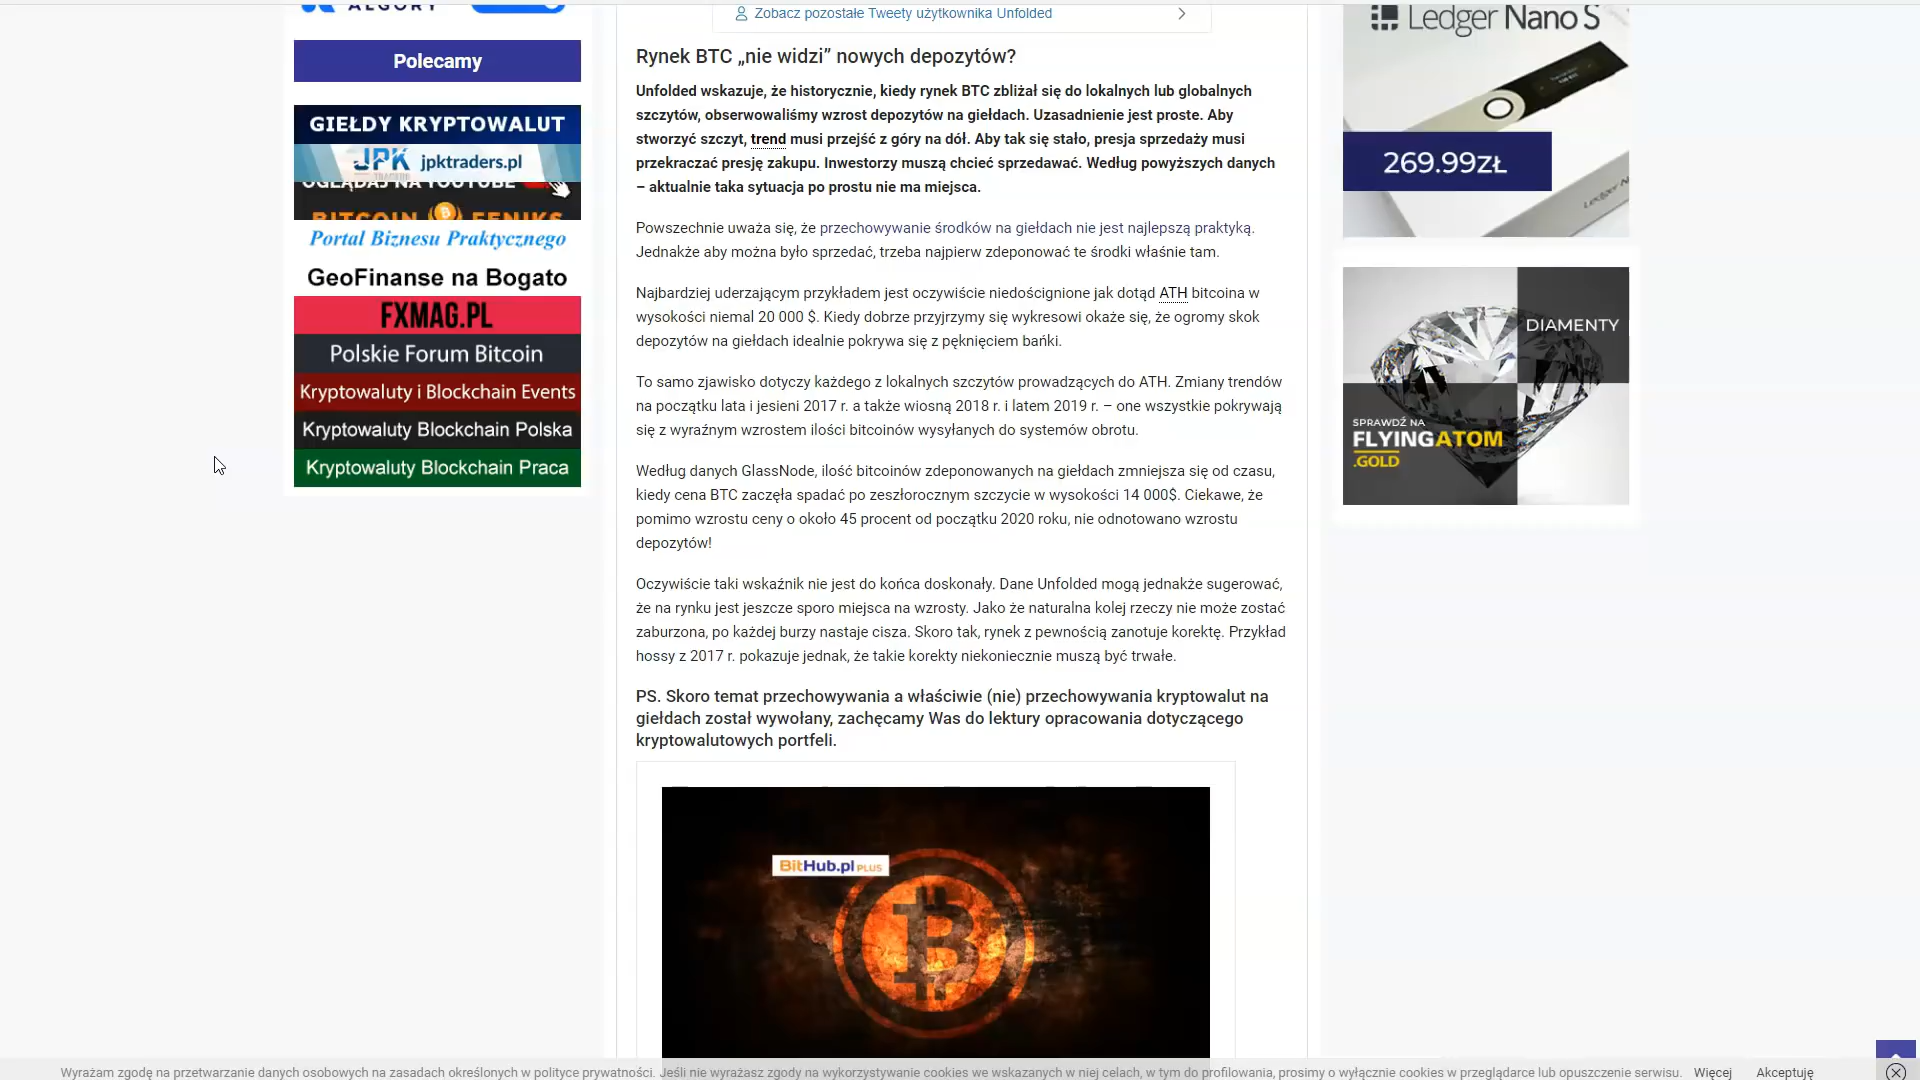 ALGORY
Polecamy
GIEŁDY KRYPTOWALUT
JPK jpktraders.pl
OGLĄDAJ NA YOUTUBE
BITCOIN FENIKS
Portal Biznesu Praktycznego
GeoFinanse na Bogato
FXMAG.PL
Polskie Forum Bitcoin
Kryptowaluty i Blockchain Events
Kryptowaluty Blockchain Polska
Kryptowaluty Blockchain Praca
Zobacz pozostałe Tweety użytkownika Unfolded
Rynek BTC „nie widzi” nowych depozytów?
Unfolded wskazuje, że historycznie, kiedy rynek BTC zbliżał się do lokalnych lub globalnych
szczytów, obserwowaliśmy wzrost depozytów na giełdach. Uzasadnienie jest proste. Aby
stworzyć szczyt, trend musi przejść z góry na dół. Aby tak się stało, presja sprzedaży musi
przekraczać presję zakupu. Inwestorzy muszą chcieć sprzedawać. Według powyższych danych
– aktualnie taka sytuacja po prostu nie ma miejsca.
Powszechnie uważa się, że przechowywanie środków na giełdach nie jest najlepszą praktyką.
Jednakże aby można było sprzedać, trzeba najpierw zdeponować te środki właśnie tam.
Najbardziej uderzającym przykładem jest oczywiście niedoścignione jak dotąd ATH bitcoina w
wysokości niemal 20 000 $. Kiedy dobrze przyjrzymy się wykresowi okaże się, że ogromy skok
depozytów na giełdach idealnie pokrywa się z pęknięciem bańki.
To samo zjawisko dotyczy każdego z lokalnych szczytów prowadzących do ATH. Zmiany trendów
na początku lata i jesieni 2017 r. a także wiosną 2018 r. i latem 2019 r. – one wszystkie pokrywają
się z wyraźnym wzrostem ilości bitcoinów wysyłanych do systemów obrotu.
Według danych GlassNode, ilość bitcoinów zdeponowanych na giełdach zmniejsza się od czasu,
kiedy cena BTC zaczęła spadać po zeszłorocznym szczycie w wysokości 14 000$. Ciekawe, że
pomimo wzrostu ceny o około 45 procent od początku 2020 roku, nie odnotowano wzrostu
depozytów!
Oczywiście taki wskaźnik nie jest do końca doskonały. Dane Unfolded mogą jednakże sugerować,
że na rynku jest jeszcze sporo miejsca na wzrosty. Jako że naturalna kolej rzeczy nie może zostać
zaburzona, po każdej burzy nastaje cisza. Skoro tak, rynek z pewnością zanotuje korektę. Przykład
hossy z 2017 r. pokazuje jednak, że takie korekty niekoniecznie muszą być trwałe.
PS. Skoro temat przechowywania a właściwie (nie) przechowywania kryptowalut na
giełdach został wywołany, zachęcamy Was do lektury opracowania dotyczącego
kryptowalutowych portfeli.
BitHub.pl PLUS
Ledger Nano S
269.99ZŁ
DIAMENTY
SPRAWDŹ NA
FLYINGATOM
.GOLD
Wyrażam zgodę na przetwarzanie danych osobowych na zasadach określonych w polityce prywatności. Jeśli nie wyrażasz zgody na wykorzystywanie cookies we wskazanych w niej celach, w tym do profilowania, prosimy o wyłącznie cookies w przeglądarce lub opuszczenie serwisu. Więcej Akceptuję